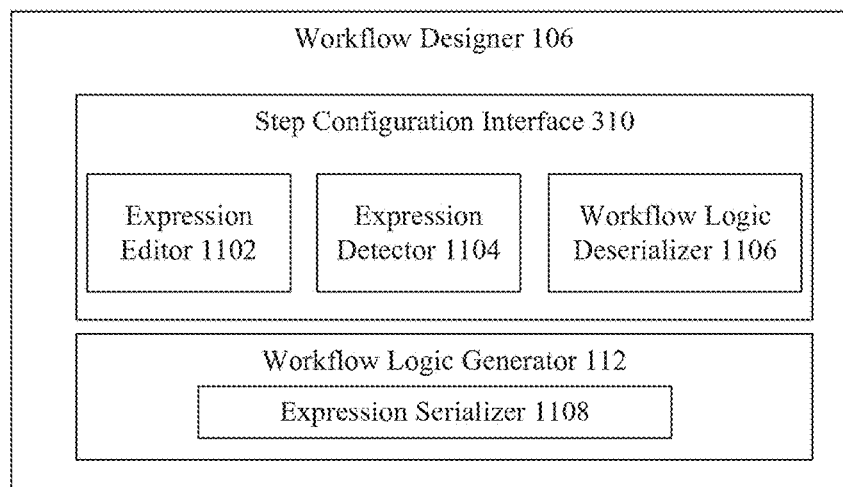 Workflow Designer 106
Step Configuration Interface 310
Expression
Editor 1102
Expression
Detector 1104
Workflow Logic
Deserializer 1106
Workflow Logic Generator 112
Expression Serializer 1108